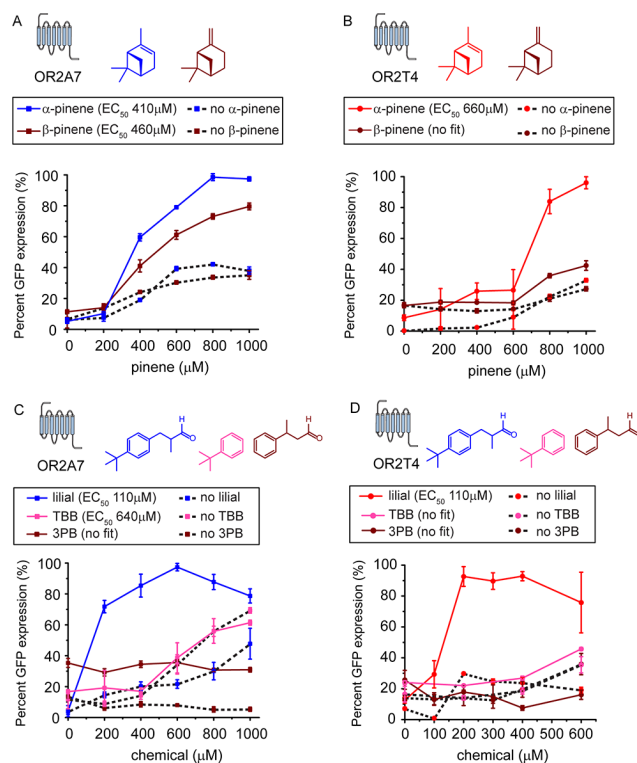 A
OR2A7
α-pinene (EC50 410μM) no α-pinene
β-pinene (EC50 460μM) no β-pinene
Percent GFP expression (%)
100
80
60
40
20
0
0 200 400 600 800 1000
pinene (μM)
B
OR2T4
α-pinene (EC50 660μM) no α-pinene
β-pinene (no fit) no β-pinene
Percent GFP expression (%)
100
80
60
40
20
0
0 200 400 600 800 1000
pinene (μM)
C
H
O
H
O
OR2A7
lilial (EC50 110μM) no lilial
TBB (EC50 640μM) no TBB
3PB (no fit) no 3PB
Percent GFP expression (%)
100
80
60
40
20
0
0 200 400 600 800 1000
chemical (μM)
D
H
O
H
O
OR2T4
lilial (EC50 110μM) no lilial
TBB (no fit) no TBB
3PB (no fit) no 3PB
Percent GFP expression (%)
100
80
60
40
20
0
0 100 200 300 400 500 600
chemical (μM)